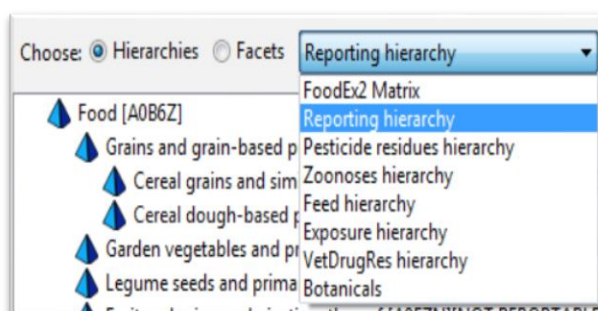 Choose: Hierarchies Facets Reporting hierarchy
FoodEx2 Matrix
Reporting hierarchy
Pesticide residues hierarchy
Zoonoses hierarchy
Feed hierarchy
Exposure hierarchy
VetDrugRes hierarchy
Botanicals
Food [A0B6Z]
Grains and grain-based p
Cereal grains and sim
Cereal dough-based p
Garden vegetables and pr
Legume seeds and prima